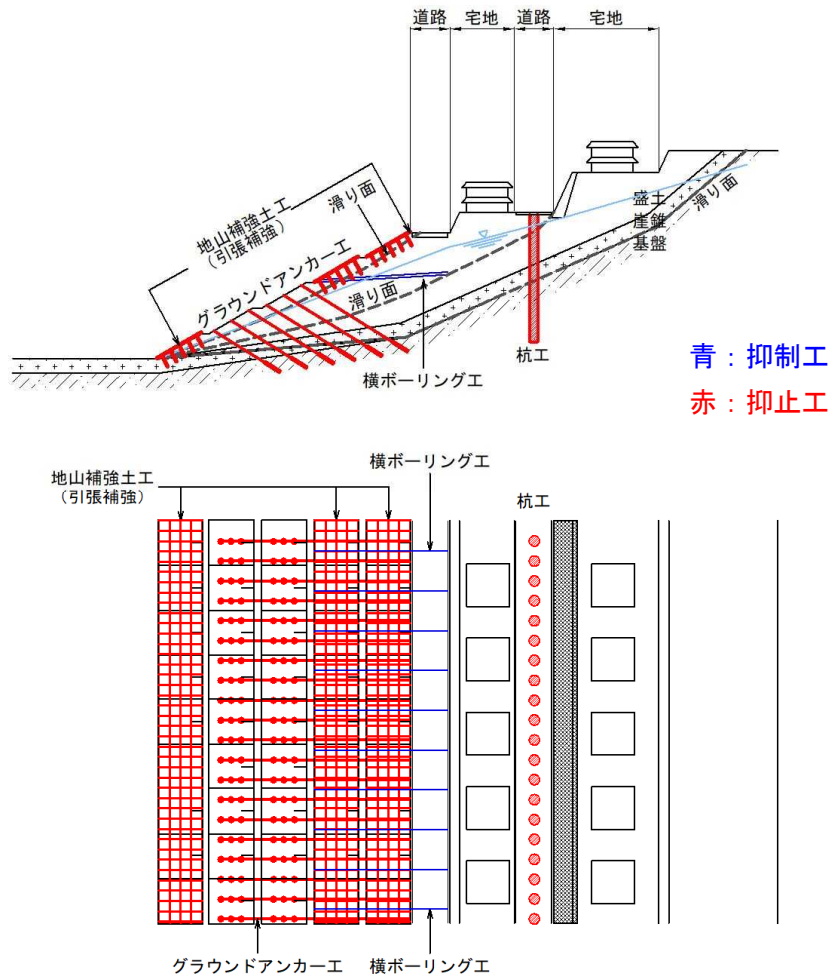 道路
宅地
道路
宅地
滑り面
地山補強土工
(引張補強)
グラウンドアンカー工
滑り面
盛土
崖錐
基盤
滑り面
杭工
横ボーリング工
青：抑制工
赤：抑止工
横ボーリング工
地山補強土工
（引張補強）
杭工
グラウンドアンカー工
横ボーリング工